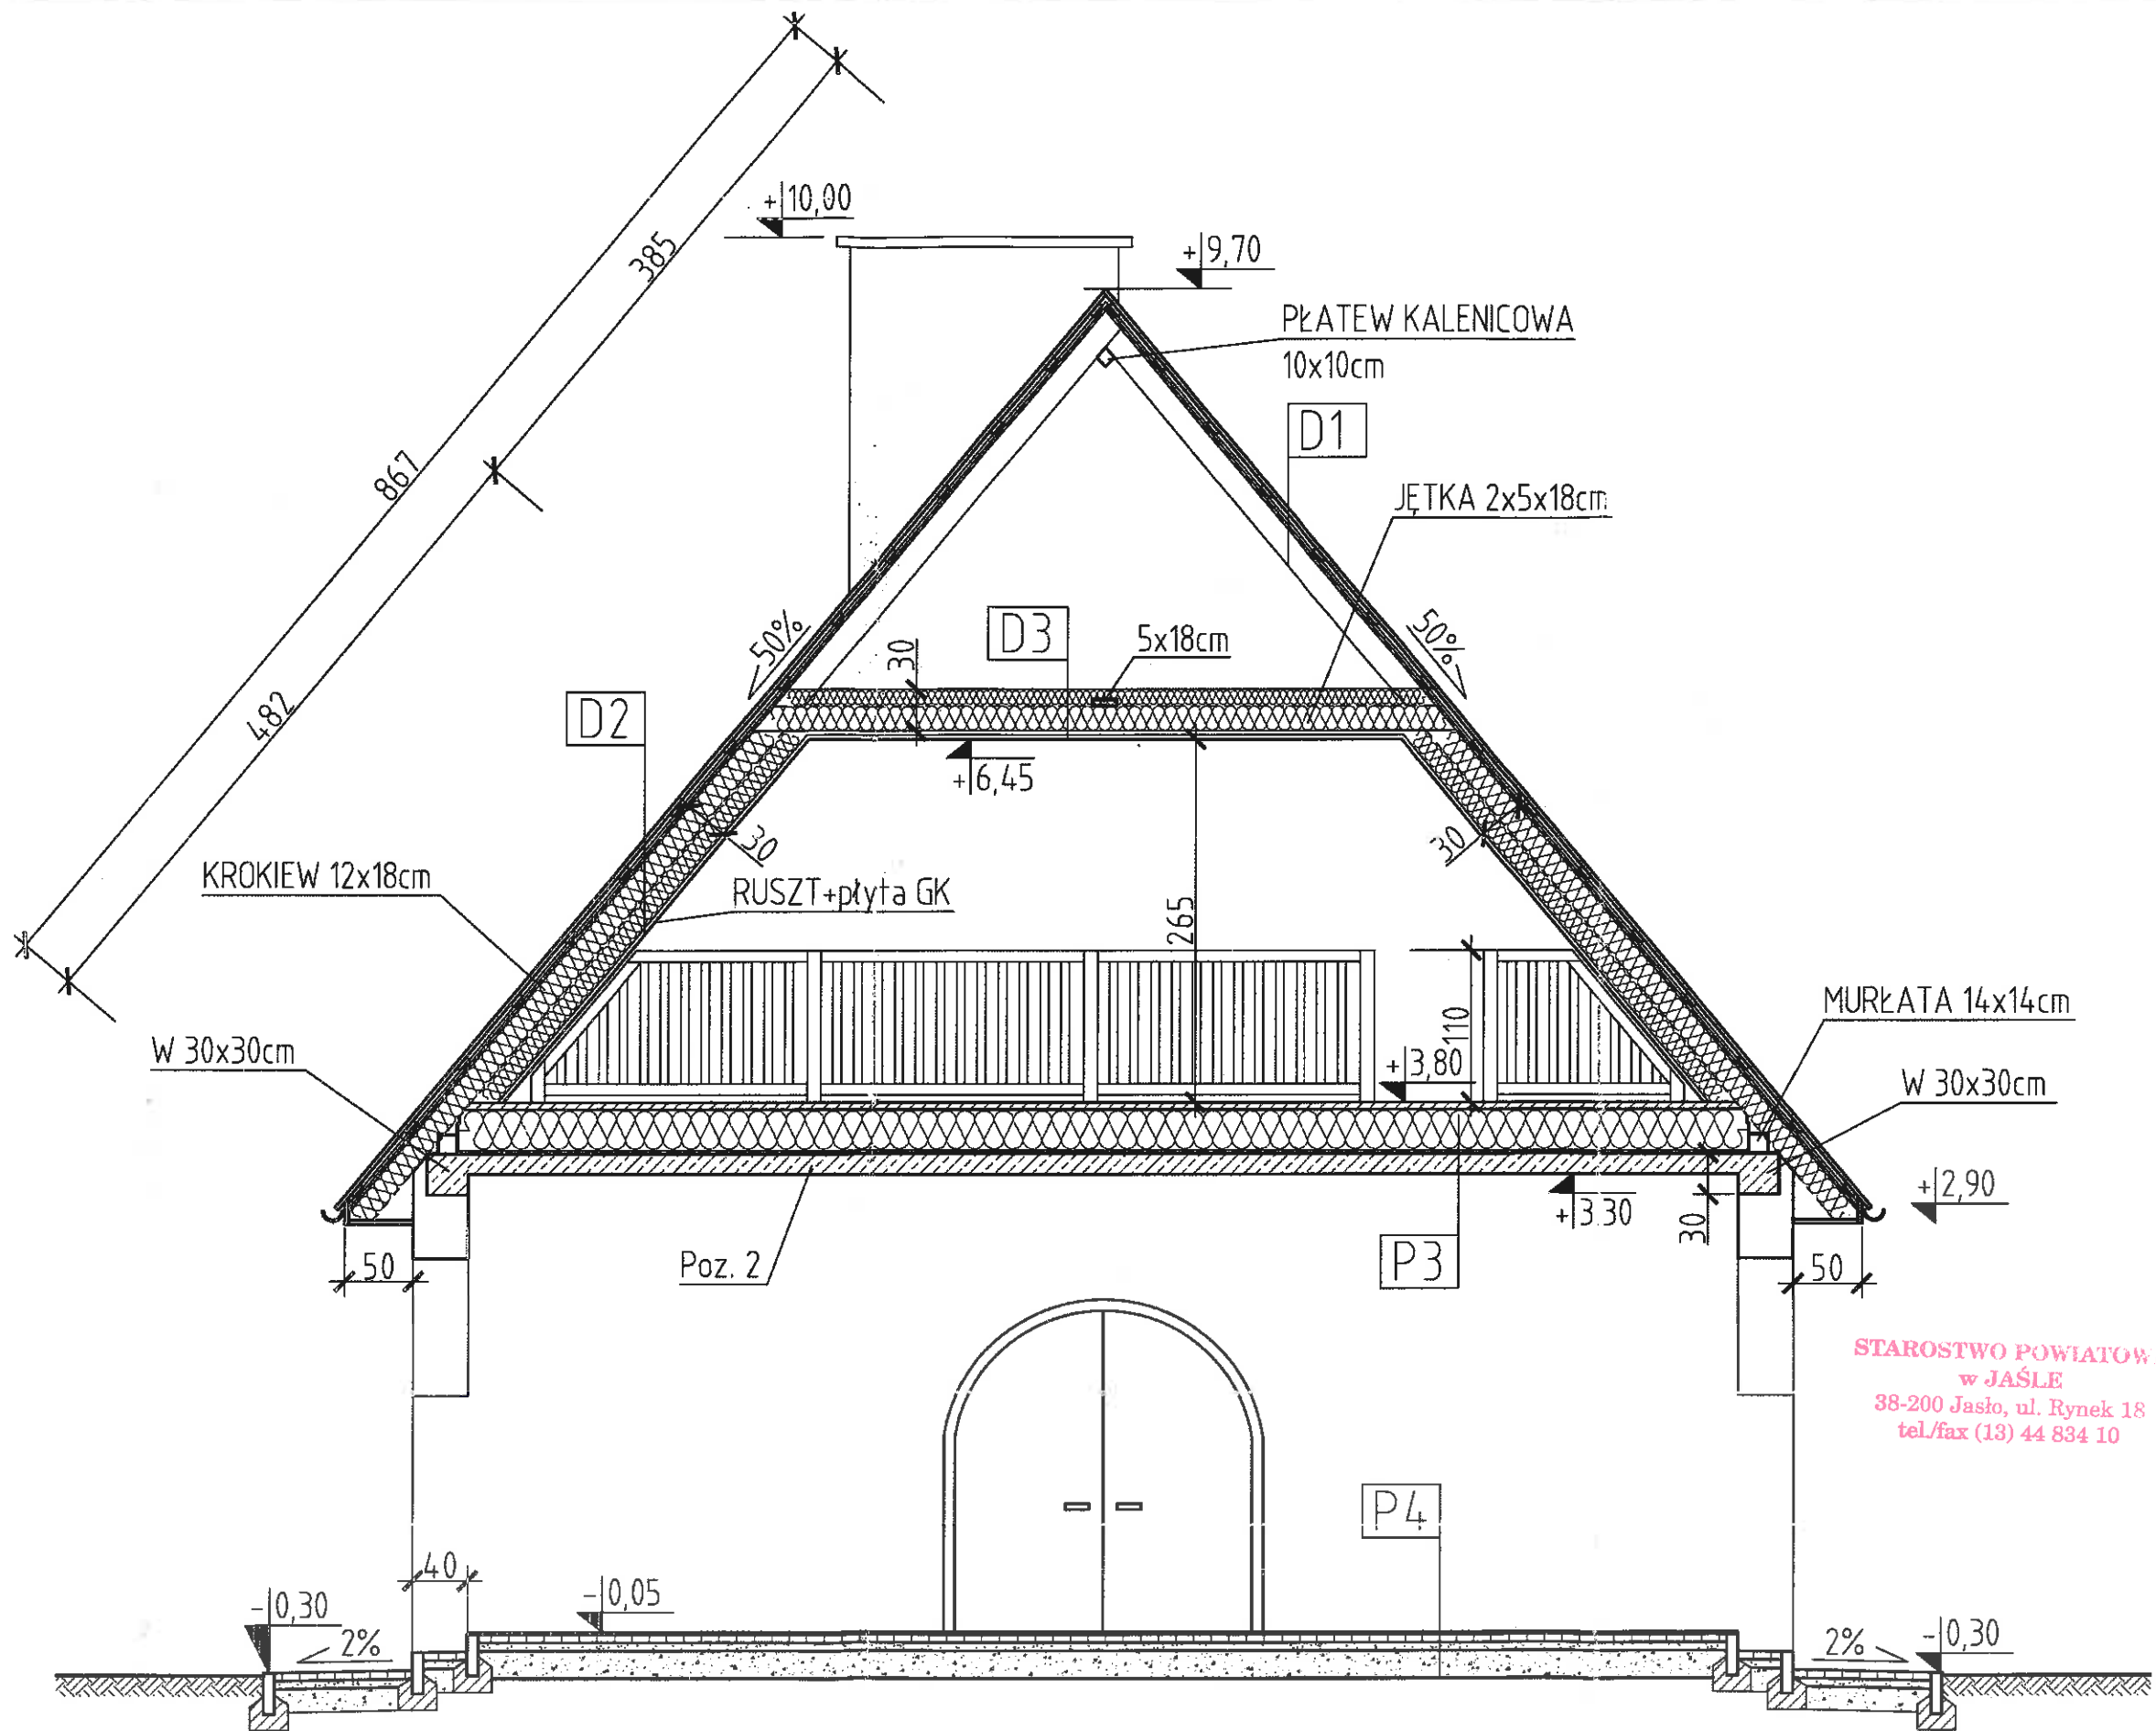 +10,00
+9,70
PŁATEW KALENICOWA
10x10cm
D1
385
867
JĘTKA 2x5x18cm
50%
50%
D3
5x18cm
30
D2
482
+6,45
30
30
KROKIEW 12x18cm
RUSZT+płyta GK
265
110
MURŁATA 14x14cm
W 30x30cm
+3,80
W 30x30cm
+2,90
+3.30
30
50
Poz. 2
P3
50
STAROSTWO POWIATOW
w JAŚLE
38-200 Jasło, ul. Rynek 18
tel./fax (13) 44 834 10
P4
40
-0,30
-0,05
2%
2%
-0,30